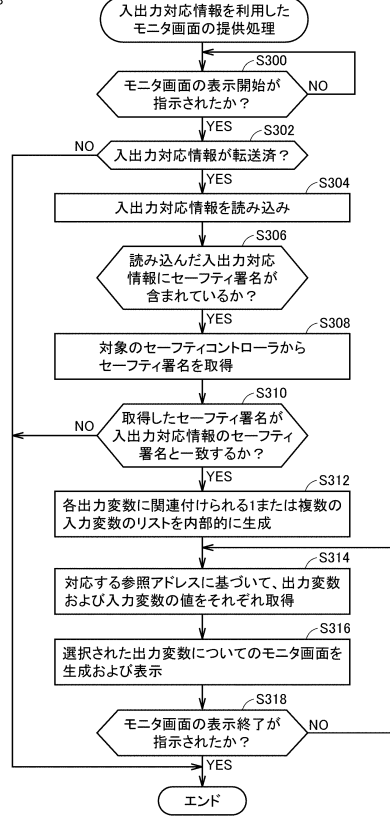 入出力対応情報を利用した
モニタ画面の提供処理
S300
モニタ画面の表示開始が
指示されたか?
NO
YES
S302
NO
入出力対応情報が転送済?
YES
S304
入出力対応情報を読み込み
S306
読み込んだ入出力対応
情報にセーフティ署名が
含まれているか?
YES
S308
対象のセーフティコントローラから
セーフティ署名を取得
S310
NO
取得したセーフティ署名が
入出力対応情報のセーフティ
署名と一致するか?
YES
S312
各出力変数に関連付けられる1または複数の
入力変数のリストを内部的に生成
S314
対応する参照アドレスに基づいて、出力変数
および入力変数の値をそれぞれ取得
S316
選択された出力変数についてのモニタ画面を
生成および表示
S318
モニタ画面の表示終了が
指示されたか?
NO
YES
エンド